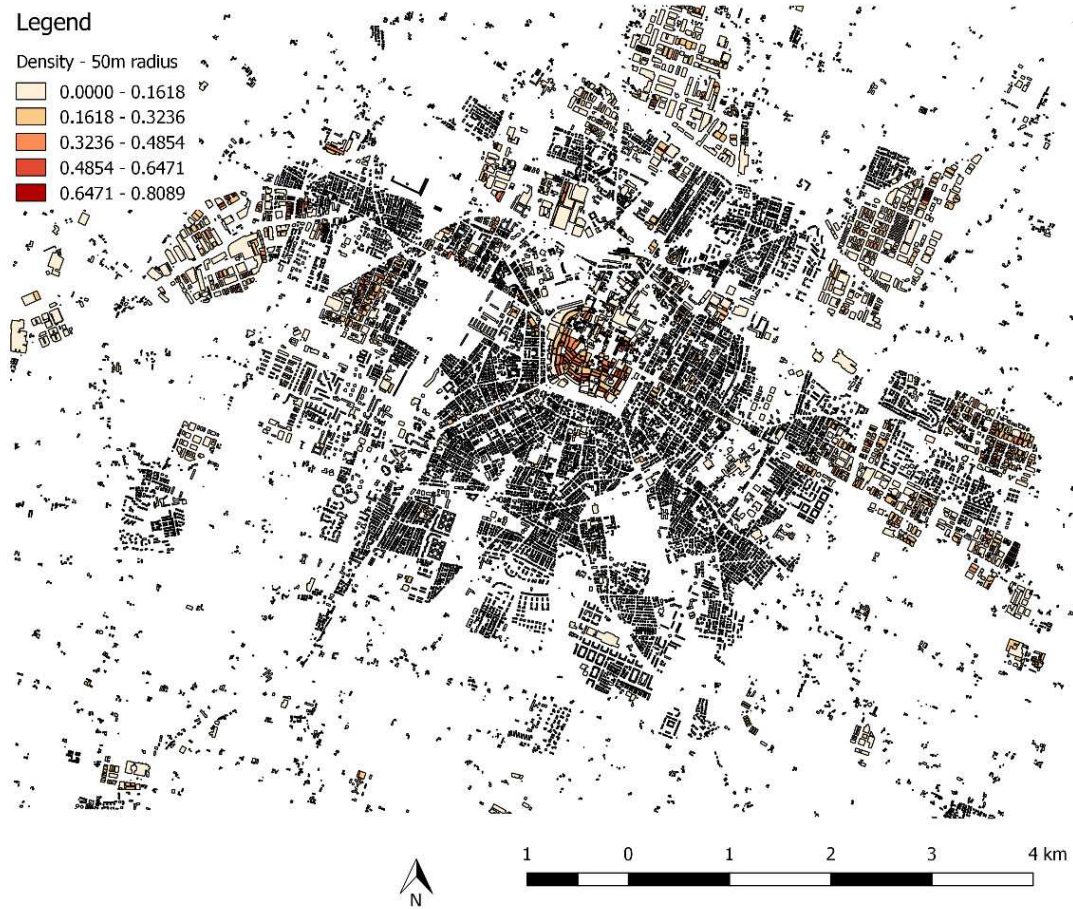 Legend
Density - 50m radius
0.0000 - 0.1618
0.1618 - 0.3236
0.3236 - 0.4854
0.4854 - 0.6471
0.6471 - 0.8089
1 0 1 2 3 4 km
N